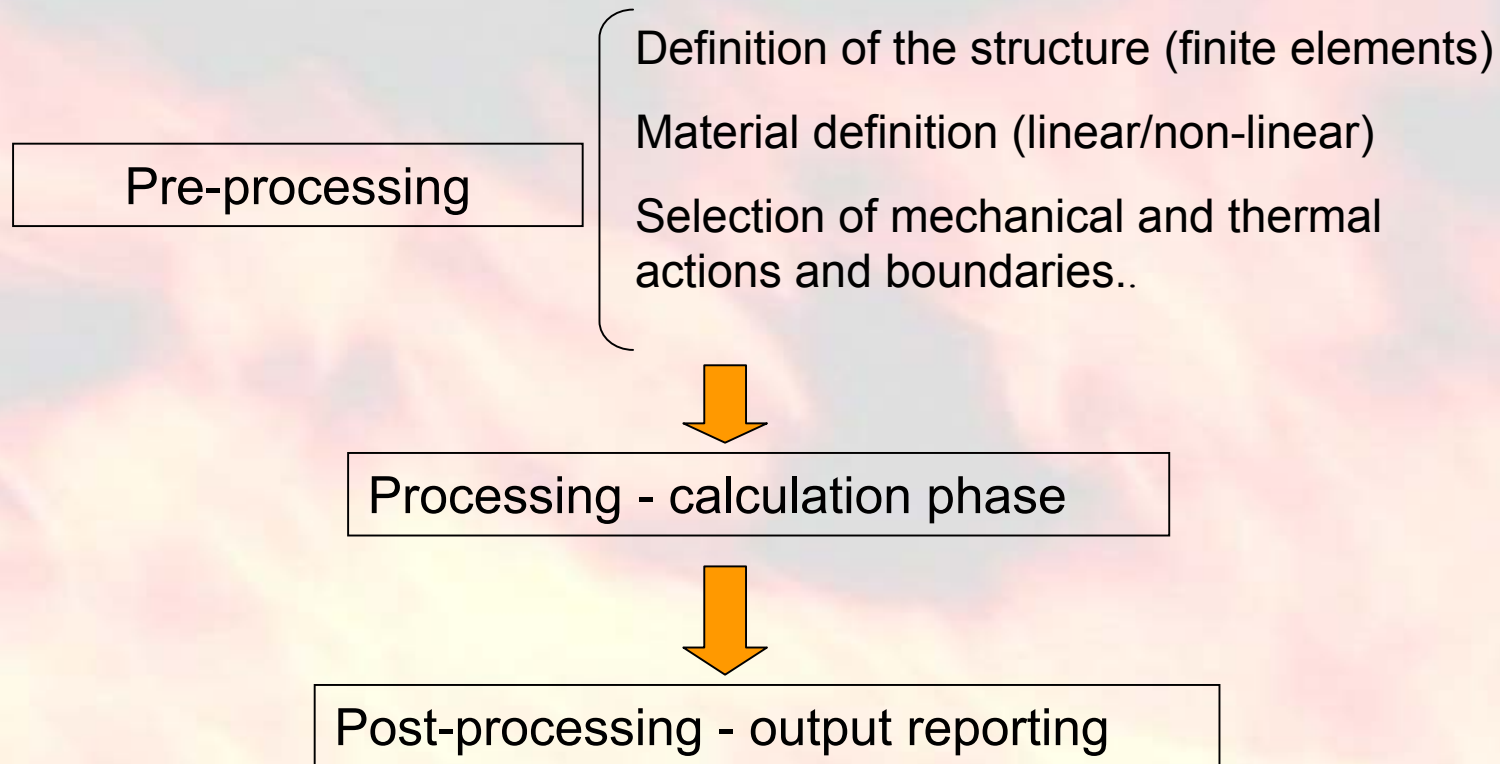 Definition of the structure (finite elements)
Material definition (linear/non-linear)
Pre-processing
Selection of mechanical and thermal
actions and boundaries..
Processing - calculation phase
Post-processing - output reporting